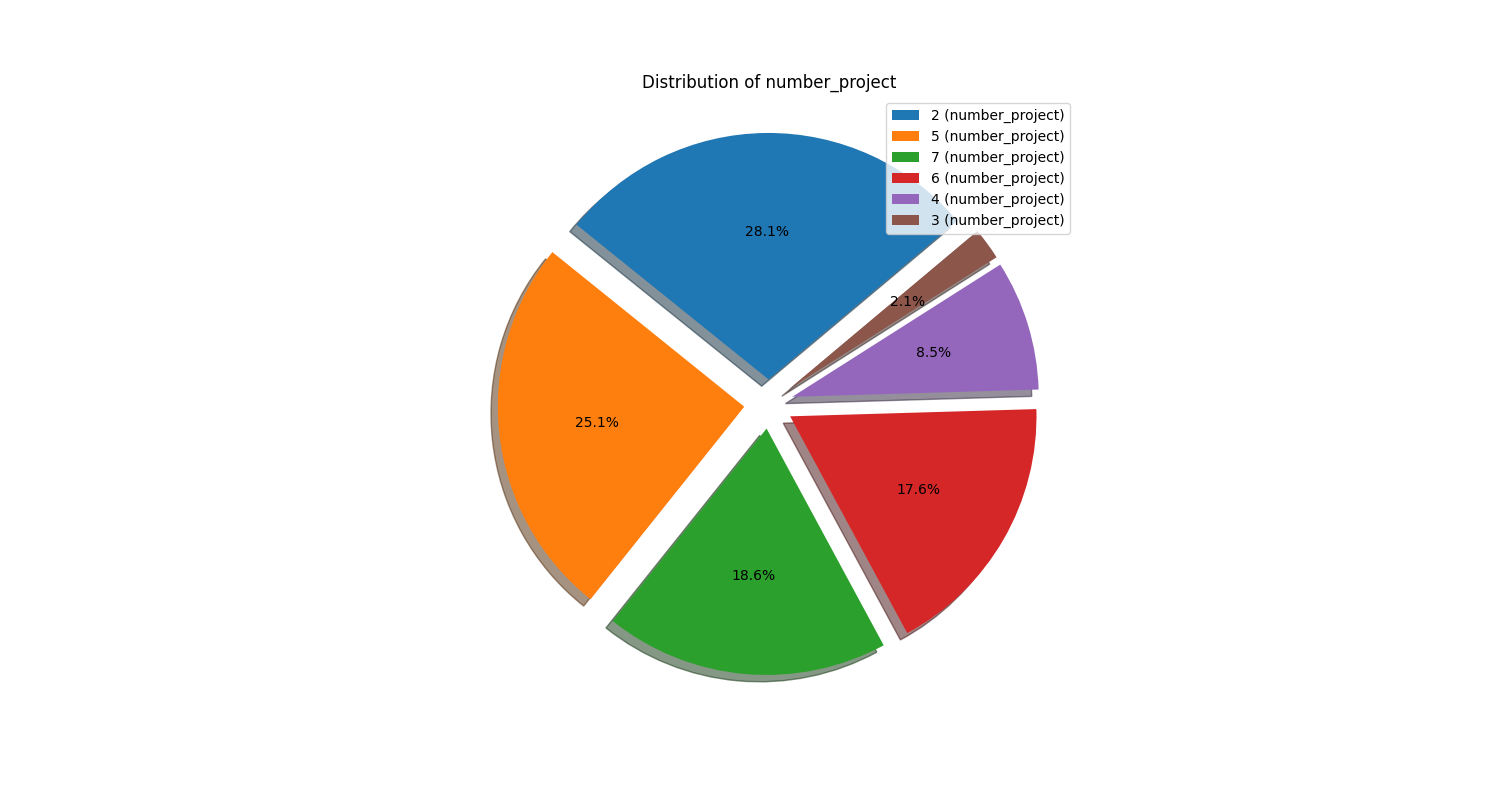 Distribution of number_project
2 (number_project)
5 (number_project)
7 (number_project)
6 (number_project)
4 (number_project)
3 (number_project)
28.1%
2.1%
8.5%
25.1%
17.6%
18.6%